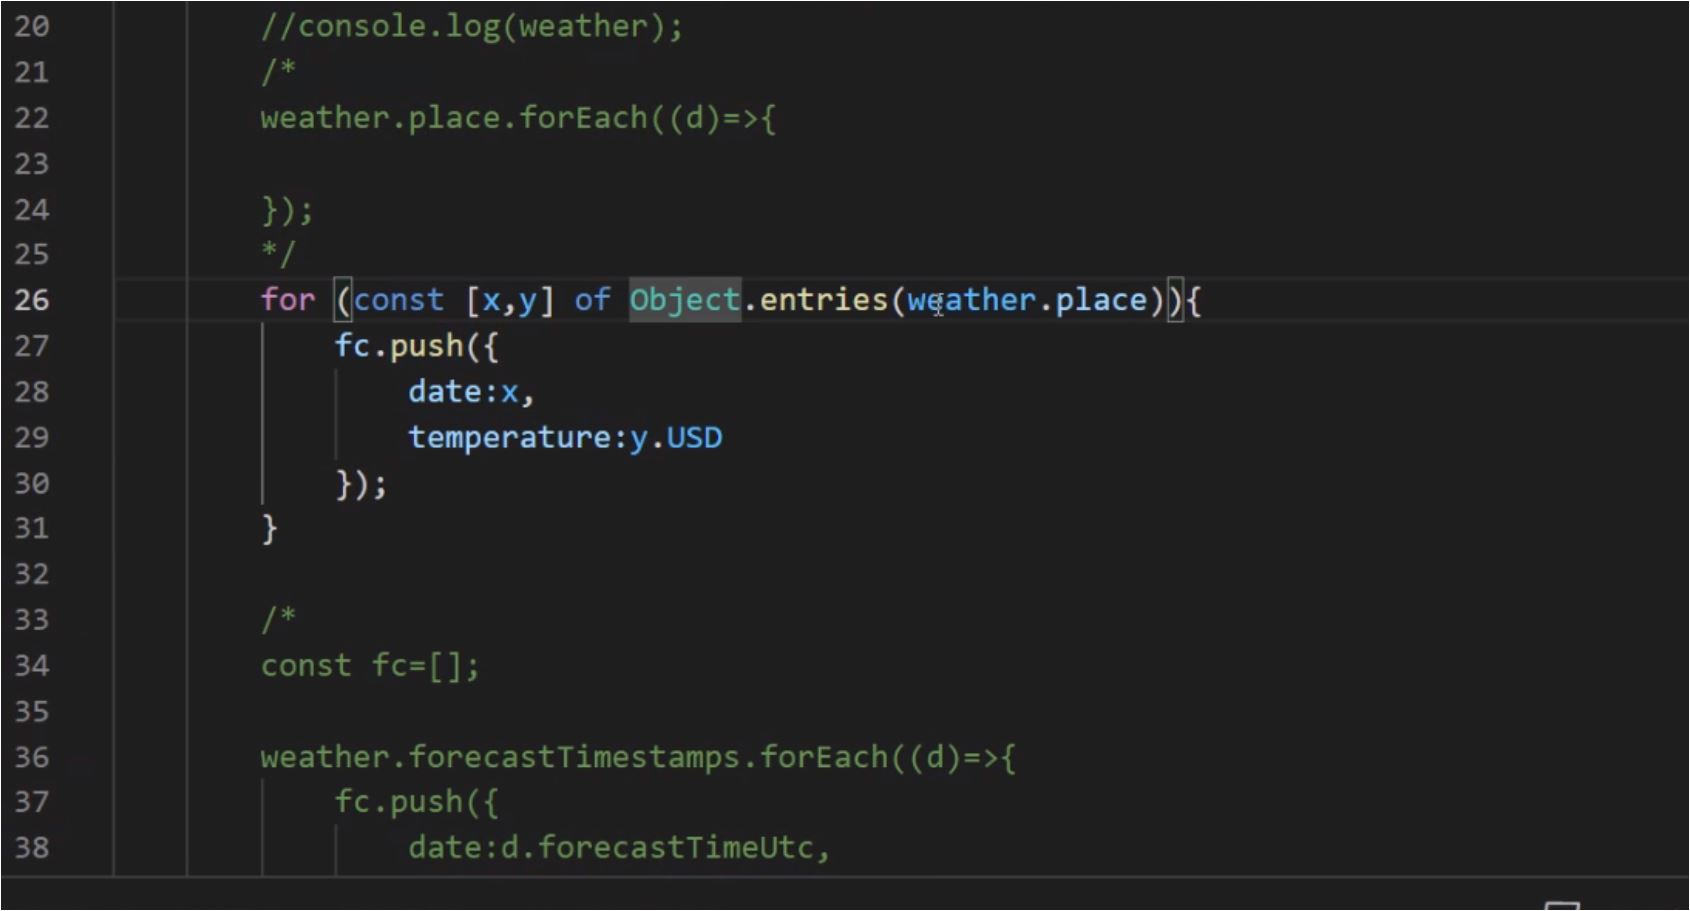 20 //console.log(weather);
21 /*
22 weather.place.forEach((d)=>{
23
24 });
25 */
26 for (const [x,y] of Object.entries(weather.place)){
27 fc.push({
28 date:x,
29 temperature:y.USD
30 });
31 }
32
33 /*
34 const fc=[];
35
36 weather.forecastTimestamps.forEach((d)=>{
37 fc.push({
38 date:d.forecastTimeUtc,